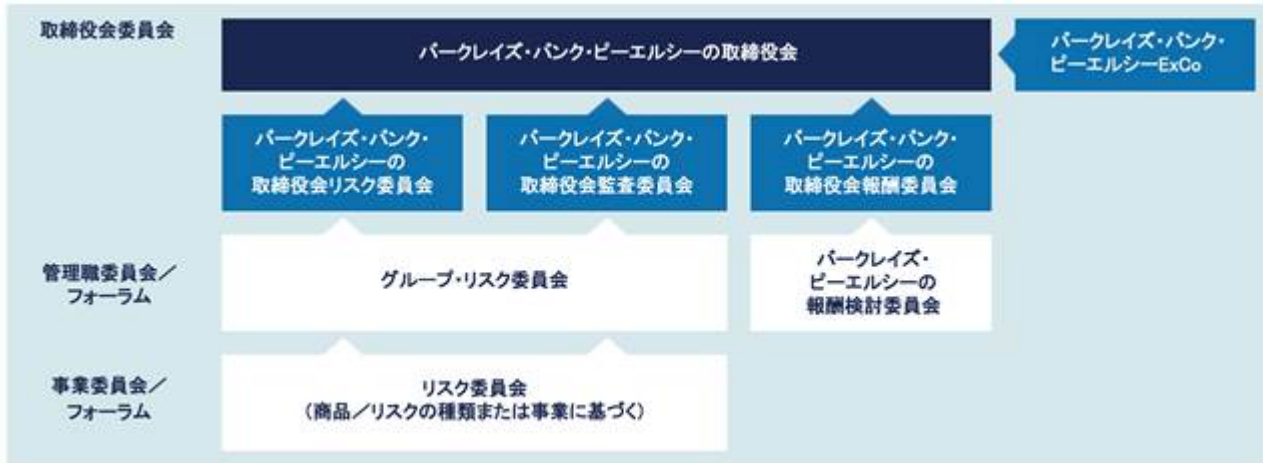 取締役会委員会
バークレイズ・バンク・ピーエルシーの取締役会
バークレイズ・バンク・
ピーエルシーExCo
バークレイズ・バンク・
ピーエルシーの
取締役会リスク委員会
バークレイズ・バンク・
ピーエルシーの
取締役会監査委員会
バークレイズ・バンク・
ピーエルシーの
取締役会報酬委員会
管理職委員会／
フォーラム
グループ・リスク委員会
バークレイズ・
ピーエルシーの
報酬検討委員会
事業委員会／
フォーラム
リスク委員会
（商品／リスクの種類または事業に基づく）